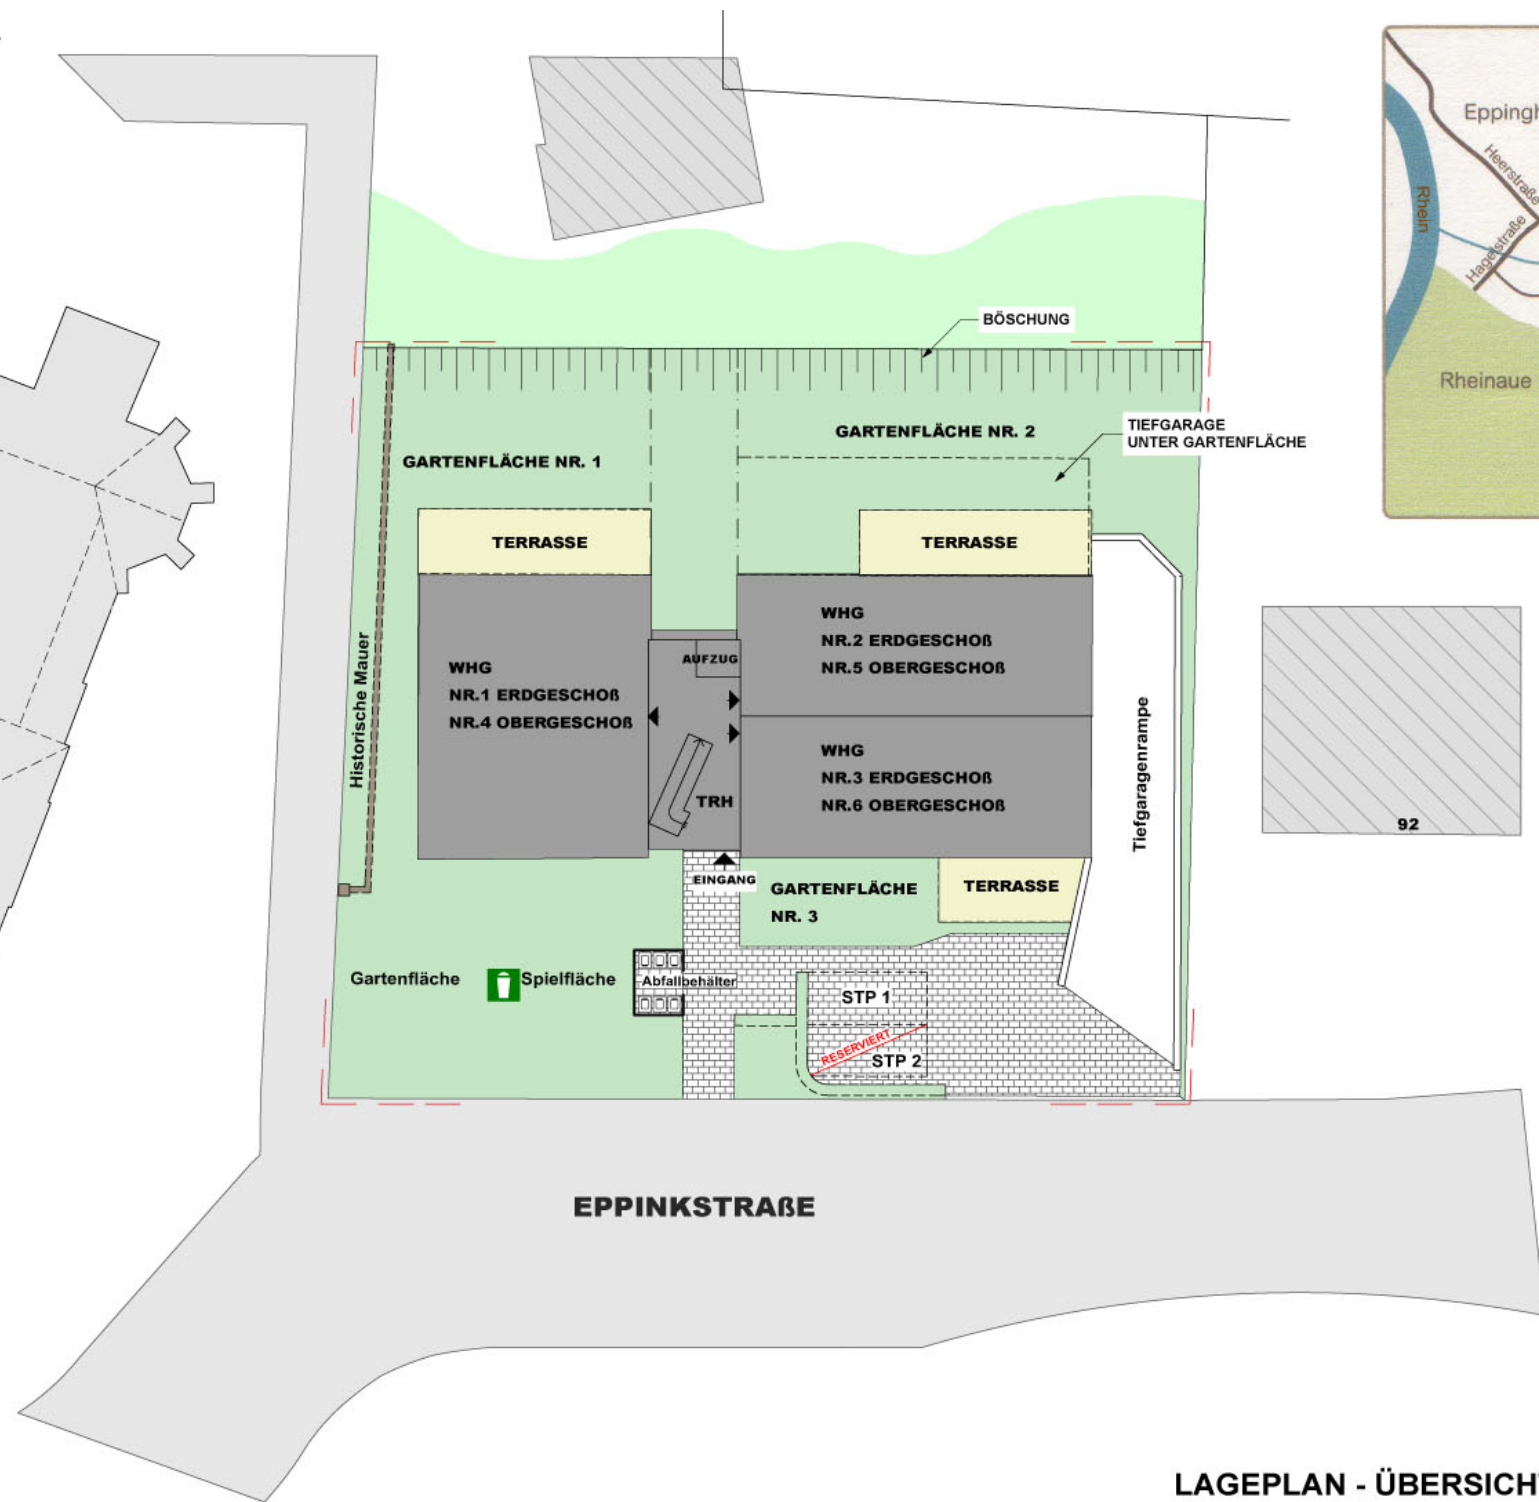 Eppingh
Heerstraße
Rhein
Hagelstraße
Rheinaue
BÖSCHUNG
TIEFGARAGE
UNTER GARTENFLÄCHE
GARTENFLÄCHE NR. 2
GARTENFLÄCHE NR. 1
TERRASSE
TERRASSE
WHG
NR.2 ERDGESCHOß
NR.5 OBERGESCHOß
AUFZUG
WHG
NR.1 ERDGESCHOß
NR.4 OBERGESCHOß
Historische Mauer
WHG
NR.3 ERDGESCHOß
NR.6 OBERGESCHOß
TRH
Tiefgaragenrampe
92
EINGANG
GARTENFLÄCHE
NR. 3
TERRASSE
Gartenfläche
Spielfläche
Abfallbehälter
STP 1
RESERVIERT
STP 2
EPPINKSTRAßE
LAGEPLAN - ÜBERSICH